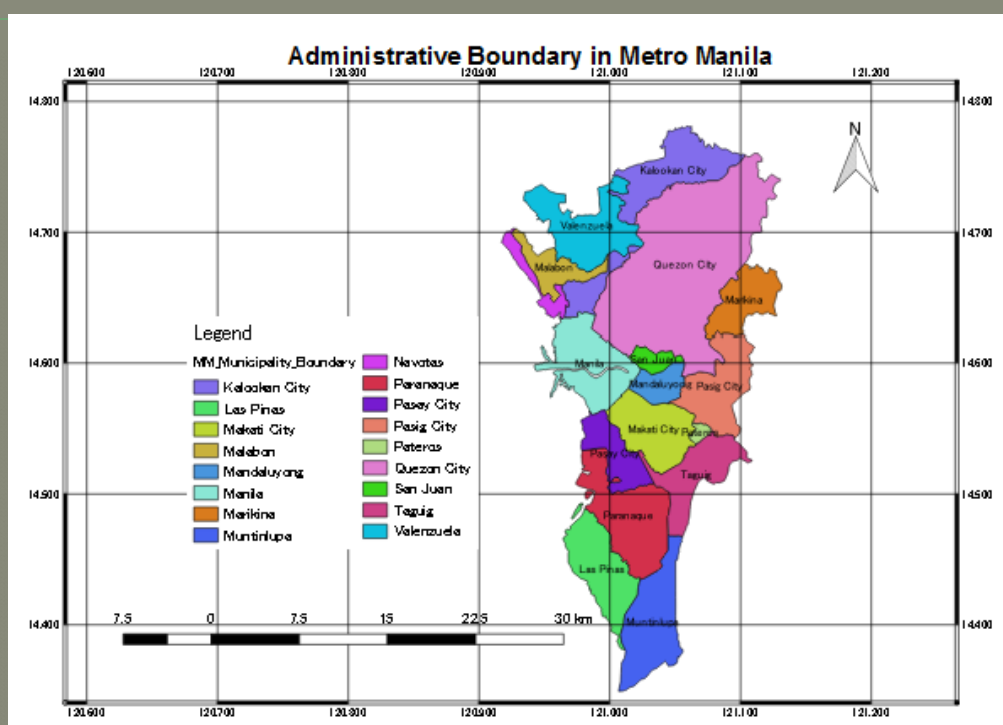 Administrative Boundary in Metro Manila
120.600 120.700 120.800 120.900 121.000 121.100 121.200
14.800 14.800
N
Kalookan City
14.700 Valenzuela 14.700
Quezon City
Malabon
Marikina
Legend
MM_Municipality_Boundary
Kalookan City
Las Pinas
Makati City
Malabon
Mandaluyong
Manila
Marikina
Muntinlupa
Navotas
Paranaque
Pasay City
Pasig City
Pateros
Quezon City
San Juan
Taguig
Valenzuela
14.600 Manila San Juan 14.600
Mandaluyong Pasig City
Makati City Pateros
Pasay City
Taguig
14.500 14.500
Paranaque
Las Pinas
14.400 Muntinlupa 14.400
7.5 0 7.5 15 22.5 30 km
120.600 120.700 120.800 120.900 121.000 121.100 121.200